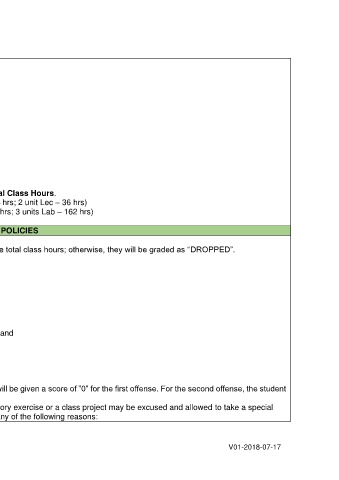 al Class Hours.
hrs; 2 unit Lec – 36 hrs)
hrs; 3 units Lab – 162 hrs)
POLICIES
e total class hours; otherwise, they will be graded as “DROPPED”.
and
vill be given a score of ”0” for the first offense. For the second offense, the student
ory exercise or a class project may be excused and allowed to take a special
ny of the following reasons:
V01-2018-07-17